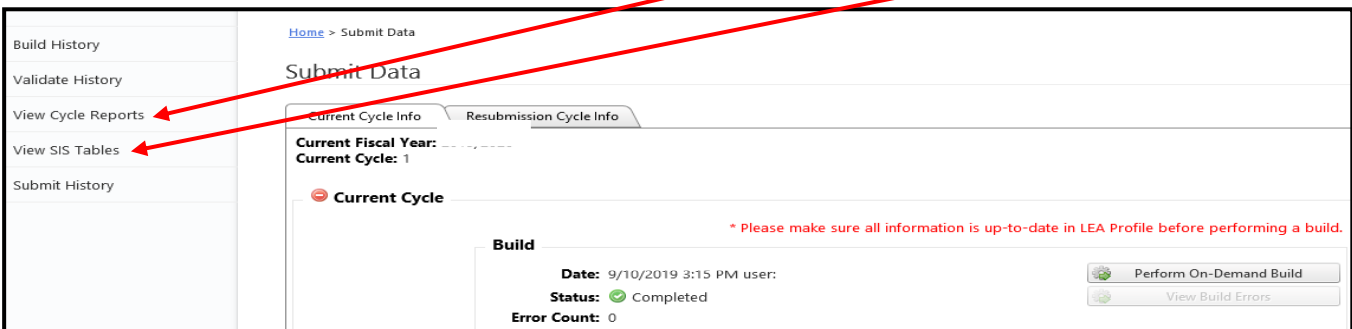 Build History
Validate History
View Cycle Reports
View SIS Tables
Submit History
Home > Submit Data
Submit Data
Current Cycle Info
Resubmission Cycle Info
Current Fiscal Year:
Current Cycle: 1
Current Cycle
* Please make sure all information is up-to-date in LEA Profile before performing a build.
Build
Date: 9/10/2019 3:15 PM user:
Perform On-Demand Build
Status: Completed
View Build Errors
Error Count: 0